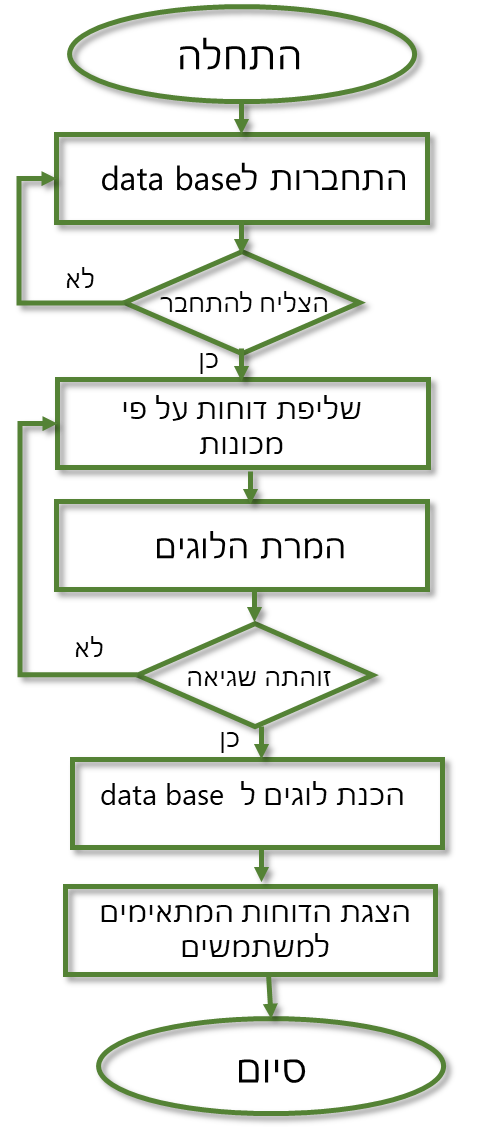 התחלה
התחברות לdata base
הצליח להתחבר
לא
כן
שליפת דוחות על פי
מכונות
המרת הלוגים
זוהתה שגיאה
לא
כן
הכנת לוגים ל data base
הצגת הדוחות המתאימים
למשתמשים
סיום